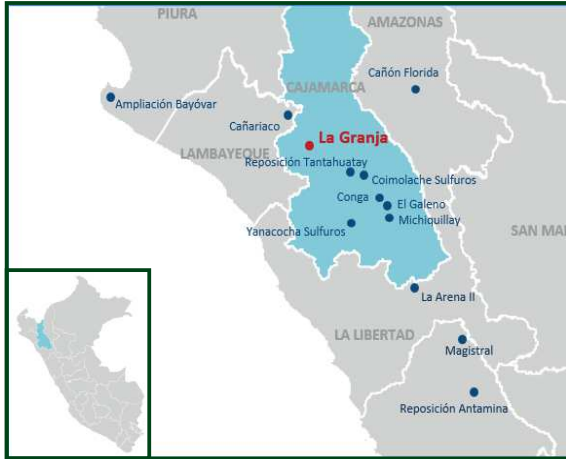 PIURA
AMAZONAS
Cañón Florida
CAJAMARCA
Ampliación Bayóvar
Cañariaco
La Granja
LAMBAYEQUE
Reposición Tantahuatay
Coimolache Sulfuros
Conga
El Galeno
Michiquillay
Yanacocha Sulfuros
SAN MA
La Arena II
LA LIBERTAD
Magistral
Reposición Antamina